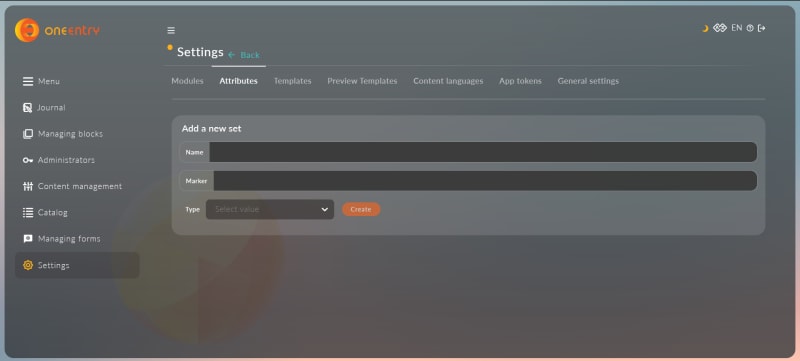 ONEENTRY
EN
Settings ← Back
Modules Attributes Templates Preview Templates Content languages App tokens General settings
Menu
Journal
Managing blocks
Administrators
Content management
Catalog
Managing forms
Settings
Add a new set
Name
Marker
Type Select value Create